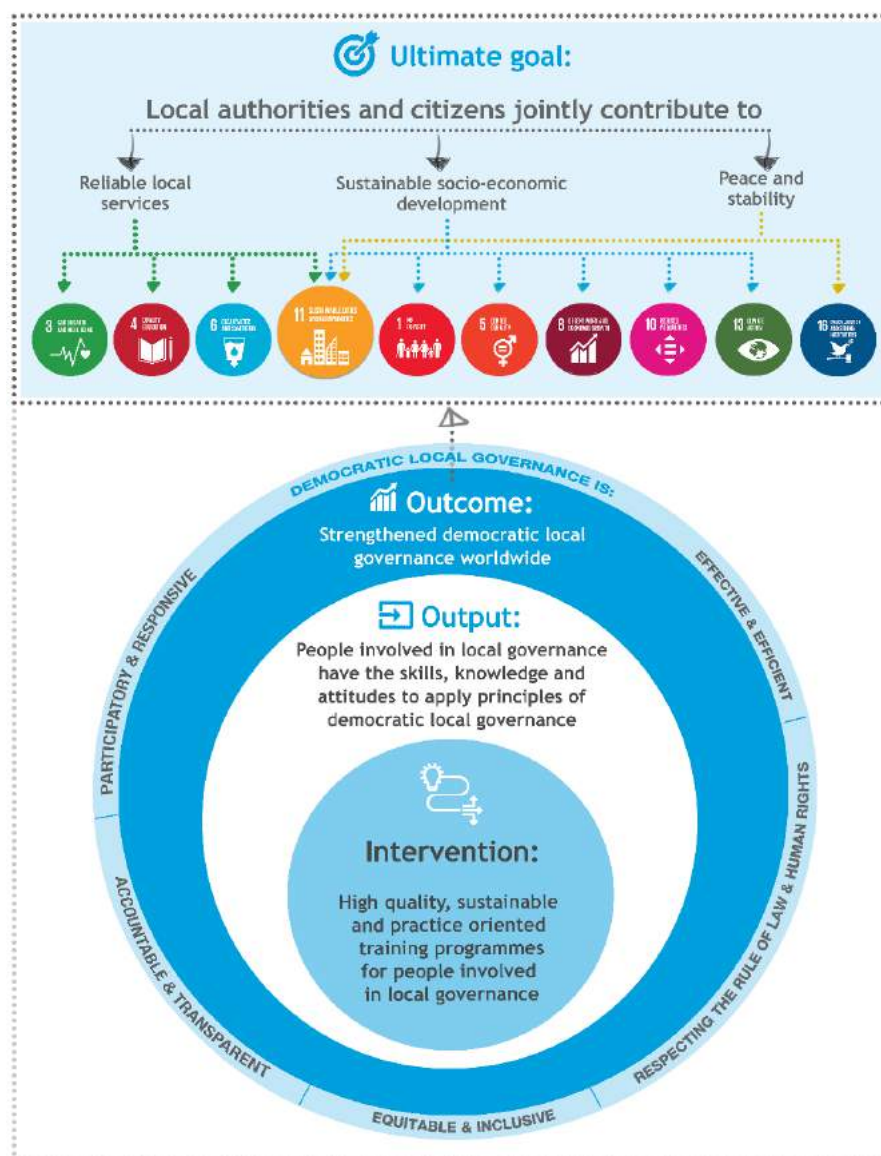 Ultimate goal:
Local authorities and citizens jointly contribute to
Reliable local
services
Sustainable socio-economic
development
Peace and
stability
3
4
6
11
1
5
8
10
13
16
DEMOCRATIC LOCAL GOVERNANCE IS:
EFFECTIVE & EFFICIENT
RESPECTING THE RULE OF LAW & HUMAN RIGHTS
EQUITABLE & INCLUSIVE
ACCOUNTABLE & TRANSPARENT
PARTICIPATORY & RESPONSIVE
Outcome:
Strengthened democratic local
governance worldwide
Output:
People involved in local governance
have the skills, knowledge and
attitudes to apply principles of
democratic local governance
Intervention:
High quality, sustainable
and practice oriented
training programmes
for people involved
in local governance